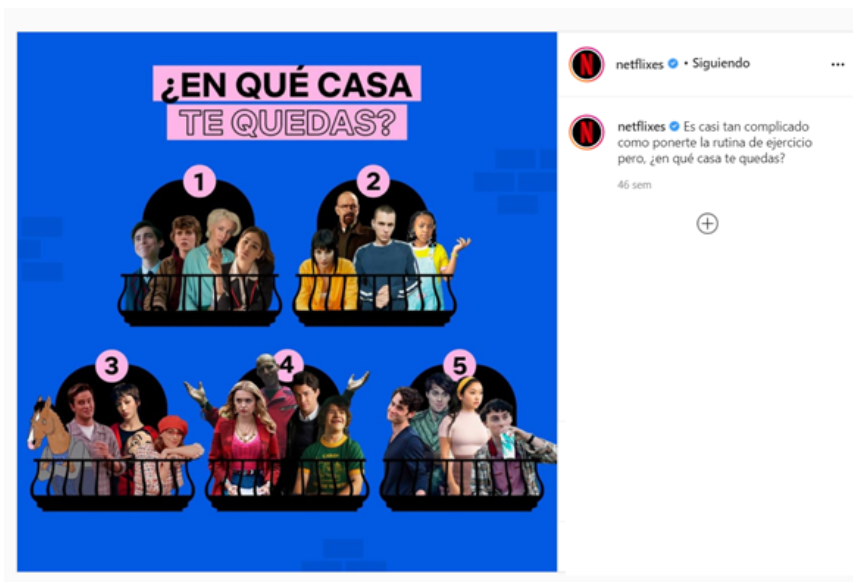 ¿EN QUÉ CASA
TE QUEDAS?
1
2
3
4
5
N
netflixes • Siguiendo
...
N
netflixes Es casi tan complicado
como ponerte la rutina de ejercicio
pero, ¿en qué casa te quedas?
46 sem